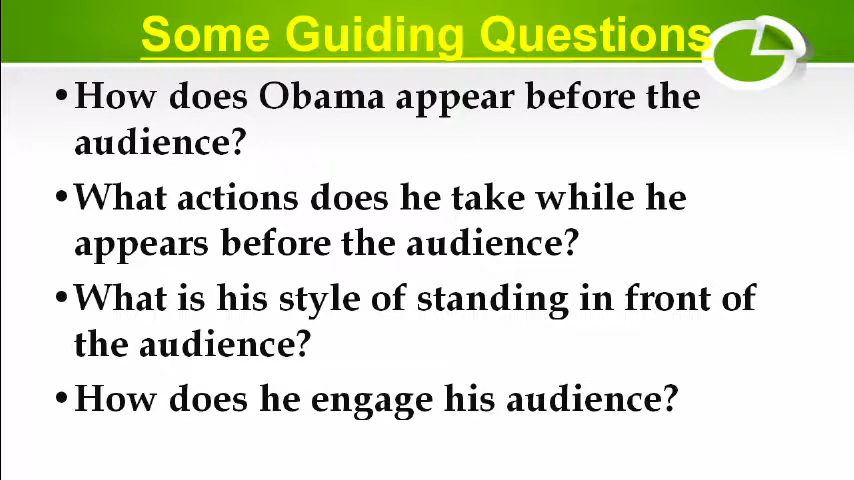 Some Guiding Questions
•How does Obama appear before the
audience?
•What actions does he take while he
appears before the audience?
•What is his style of standing in front of
the audience?
•How does he engage his audience?